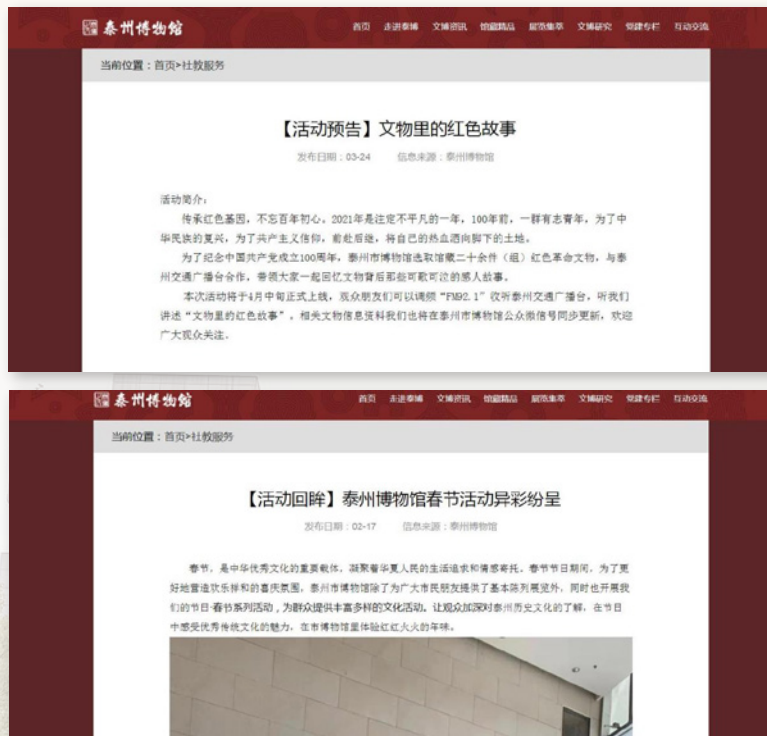 泰州博物馆
首页 走进泰博 文博资讯 馆藏精品 展览集萃 文博研究 党建专栏 互动交流
当前位置：首页>社教服务
【活动预告】文物里的红色故事
发布日期：03-24 信息来源：泰州博物馆
活动简介：
传承红色基因，不忘百年初心。2021年是注定不平凡的一年，100年前，一群有志青年，为了中
华民族的复兴，为了共产主义信仰，前赴后继，将自己的热血洒向脚下的土地。
为了纪念中国共产党成立100周年，泰州市博物馆选取馆藏二十余件（组）红色革命文物，与泰
州交通广播台合作，带领大家一起回忆文物背后那些可歌可泣的感人故事。
本次活动将于4月中旬正式上线，观众朋友们可以调频“FM92.1”收听泰州交通广播台，听我们
讲述“文物里的红色故事”。相关文物信息资料我们也将在泰州市博物馆公众微信号同步更新，欢迎
广大观众关注。
泰州博物馆
首页 走进泰博 文博资讯 馆藏精品 展览集萃 文博研究 党建专栏 互动交流
当前位置：首页>社教服务
【活动回眸】泰州博物馆春节活动异彩纷呈
发布日期：02-17 信息来源：泰州博物馆
春节，是中华优秀文化的重要载体，凝聚着华夏人民的生活追求和情感寄托。春节节日期间，为了更
好地营造欢乐祥和的喜庆氛围，泰州市博物馆除了为广大市民朋友提供了基本陈列展览外，同时也开展我
们的节日·春节系列活动，为群众提供丰富多样的文化活动。让观众加深对泰州历史文化的了解，在节日
中感受优秀传统文化的魅力，在市博物馆里体验红红火火的年味。